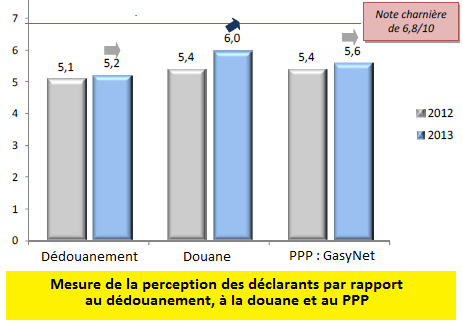 Note charnière
de 6,8/10
7
6
5
4
3
2
1
0
5,1
5,2
5,4
6,0
5,4
5,6
2012
2013
Dédouanement
Douane
PPP : GasyNet
Mesure de la perception des déclarants par rapport
au dédouanement, à la douane et au PPP